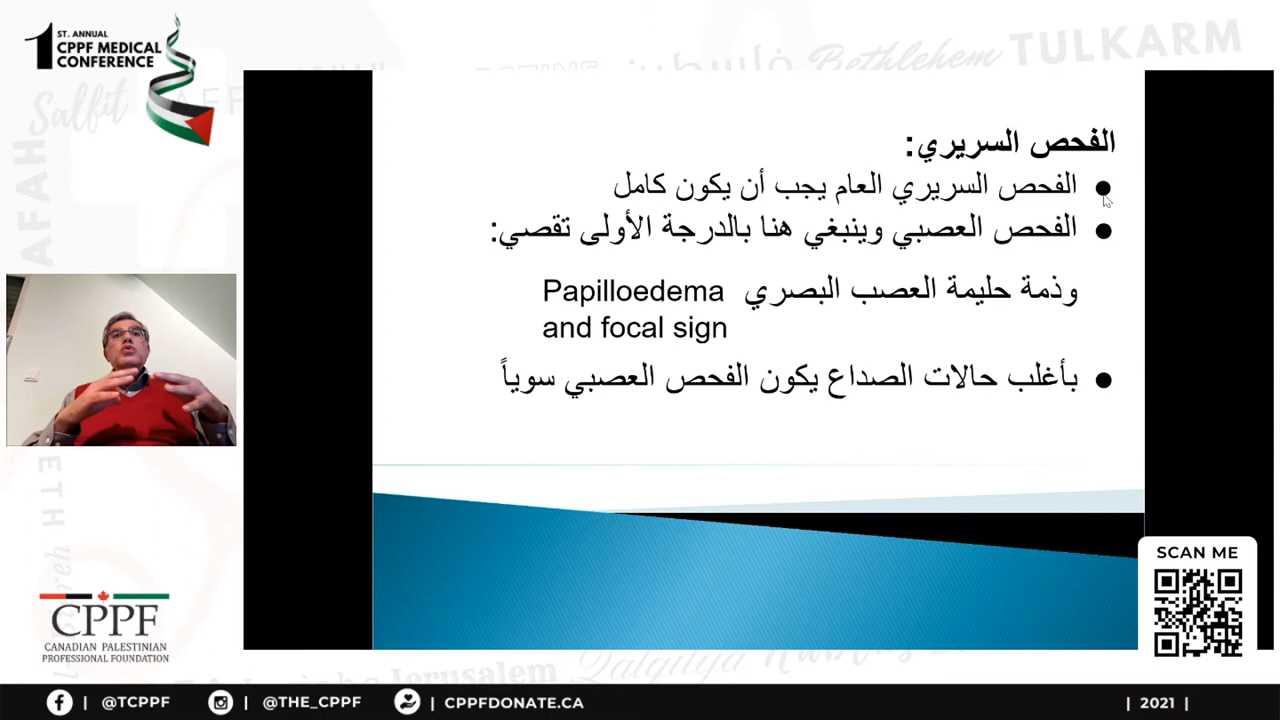 ST. ANNUAL
1 CPPF MEDICAL
CONFERENCE
Salfit
Bethlehem
TULKARM
فلسطين
الفحص السريري:
● الفحص السريري العام يجب أن يكون كامل
● الفحص العصبي وينبغي هنا بالدرجة الأولى تقصي:
وذمة حليمة العصب البصري Papilloedema
and focal sign
● بأغلب حالات الصداع يكون الفحص العصبي سوياً
SCAN ME
CPPF
CANADIAN PALESTINIAN
PROFESSIONAL FOUNDATION
Jerusalem
Qalqilya
| @TCPPF
| @THE_CPPF
| CPPFDONATE.CA
| 2021 |